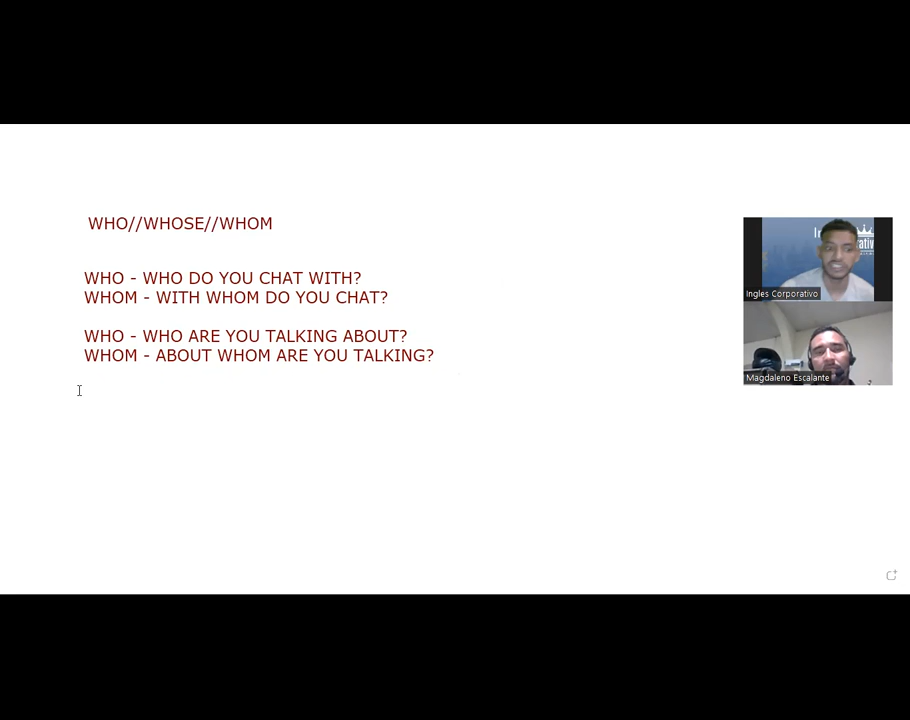 WHO//WHOSE//WHOM
WHO - WHO DO YOU CHAT WITH?
WHOM - WITH WHOM DO YOU CHAT?
WHO - WHO ARE YOU TALKING ABOUT?
WHOM - ABOUT WHOM ARE YOU TALKING?
Ingles Corporativo
Magdaleno Escalante